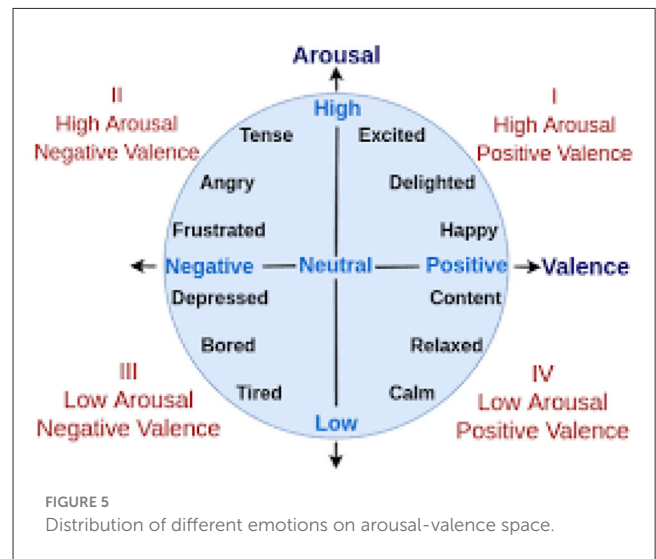 Arousal
II
High Arousal
Negative Valence
I
High Arousal
Positive Valence
High
Tense
Excited
Angry
Delighted
Frustrated
Happy
Negative
Neutral
Positive
Valence
Depressed
Content
Bored
Relaxed
Tired
Calm
III
Low Arousal
Negative Valence
IV
Low Arousal
Positive Valence
Low
FIGURE 5
Distribution of different emotions on arousal-valence space.